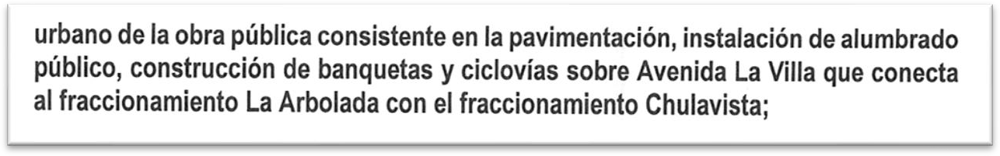 urbano de la obra pública consistente en la pavimentación, instalación de alumbrado
público, construcción de banquetas y ciclovías sobre Avenida La Villa que conecta
al fraccionamiento La Arbolada con el fraccionamiento Chulavista;